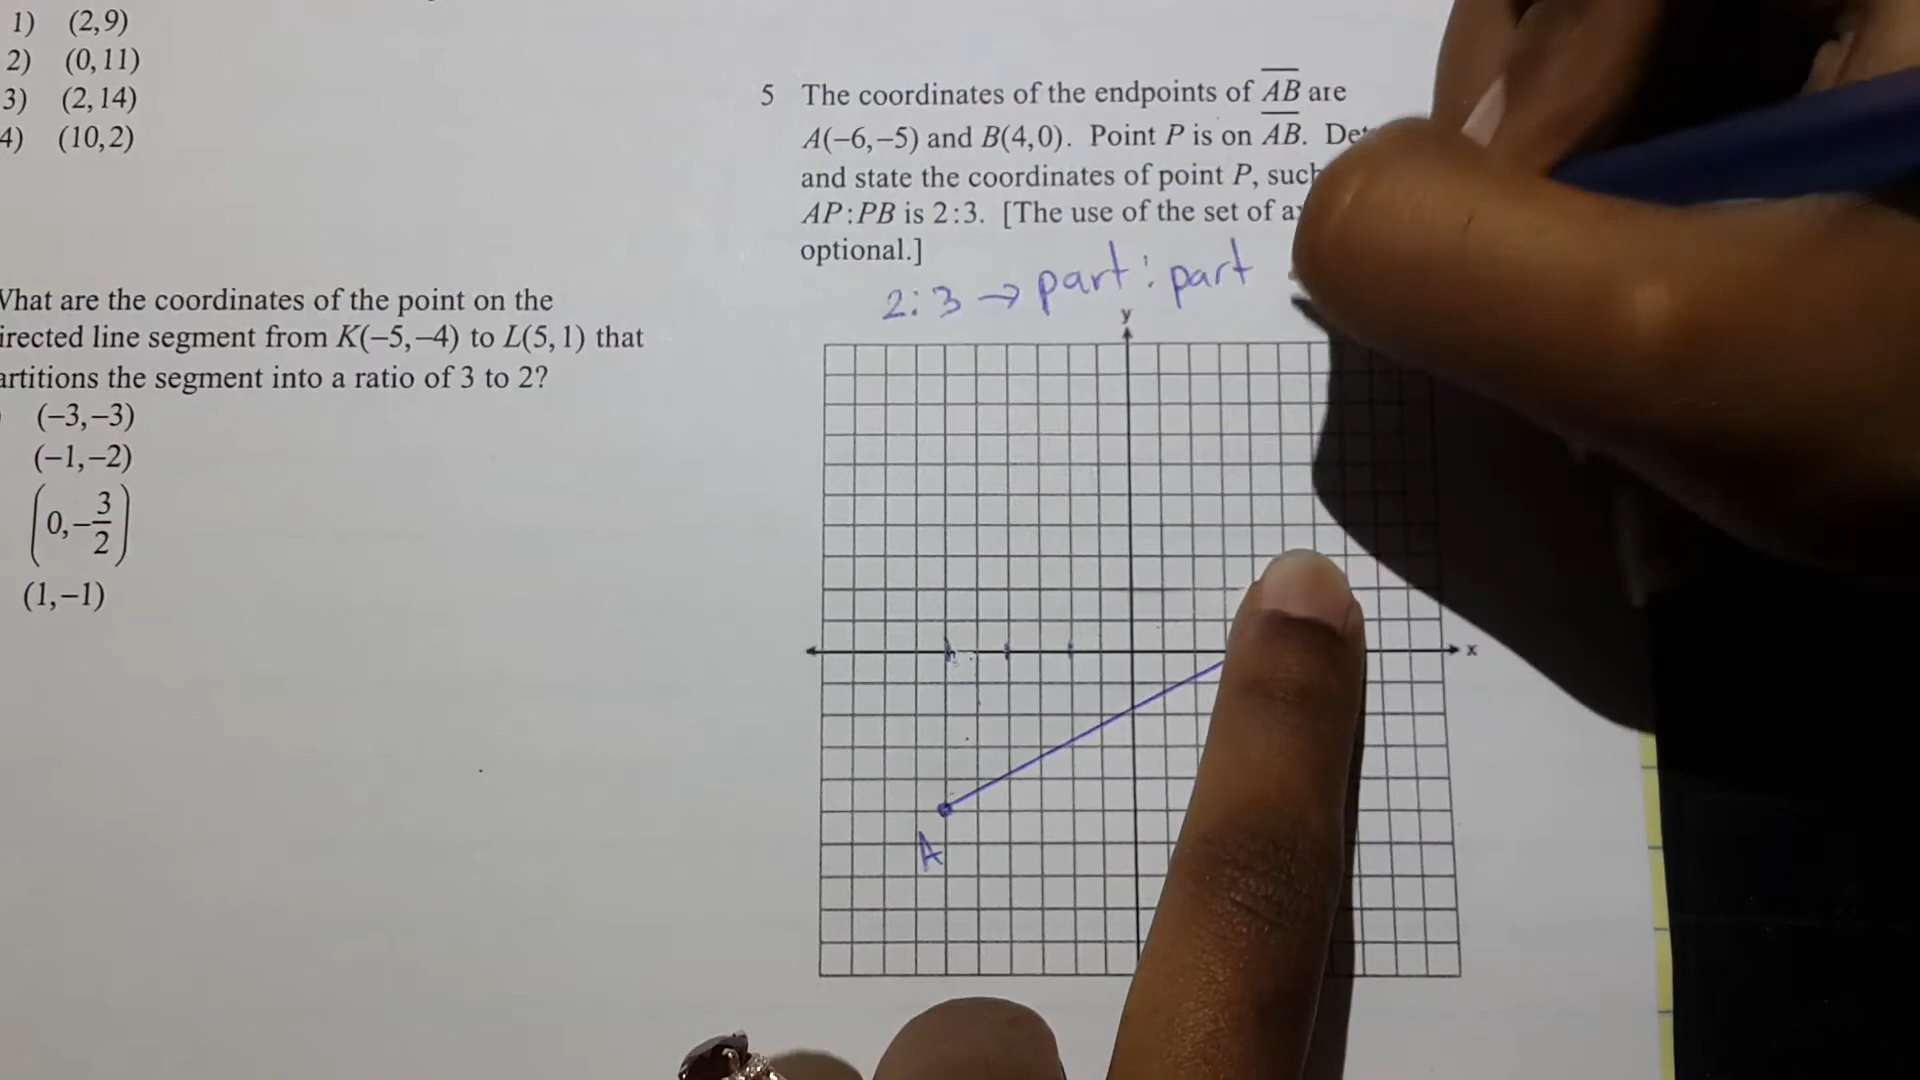 1) (2,9)
2) (0,11)
3) (2,14)
4) (10,2)
What are the coordinates of the point on the
directed line segment from K(−5,−4) to L(5,1) that
partitions the segment into a ratio of 3 to 2?
(−3,−3)
(−1,−2)
(0,−3/2)
(1,−1)
5 The coordinates of the endpoints of AB are
A(−6,−5) and B(4,0). Point P is on AB.
and state the coordinates of point P, such
AP:PB is 2:3. [The use of the set of
optional.]
2:3 → part : part
y
x
A